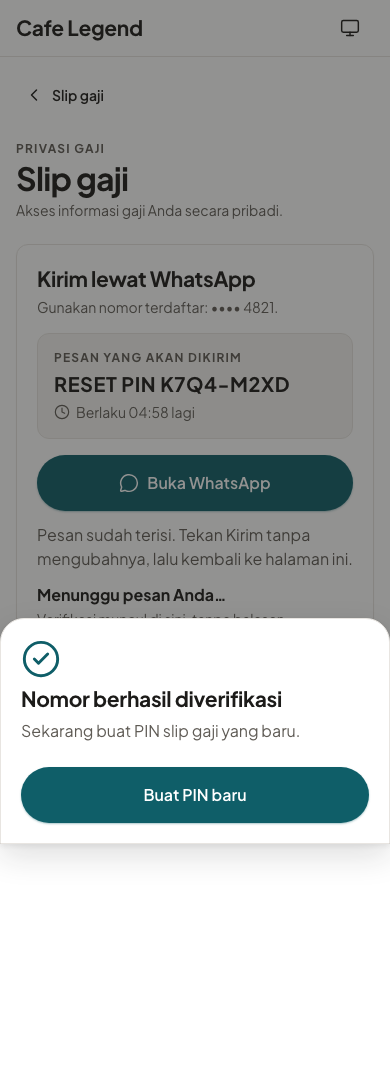 Cafe Legend
Slip gaji
PRIVASI GAJI
Slip gaji
Akses informasi gaji Anda secara pribadi.
Kirim lewat WhatsApp
Gunakan nomor terdaftar: •••• 4821.
PESAN YANG AKAN DIKIRIM
RESET PIN K7Q4-M2XD
Berlaku 04:58 lagi
Buka WhatsApp
Pesan sudah terisi. Tekan Kirim tanpa
mengubahnya, lalu kembali ke halaman ini.
Menunggu pesan Anda…
Nomor berhasil diverifikasi
Sekarang buat PIN slip gaji yang baru.
Buat PIN baru